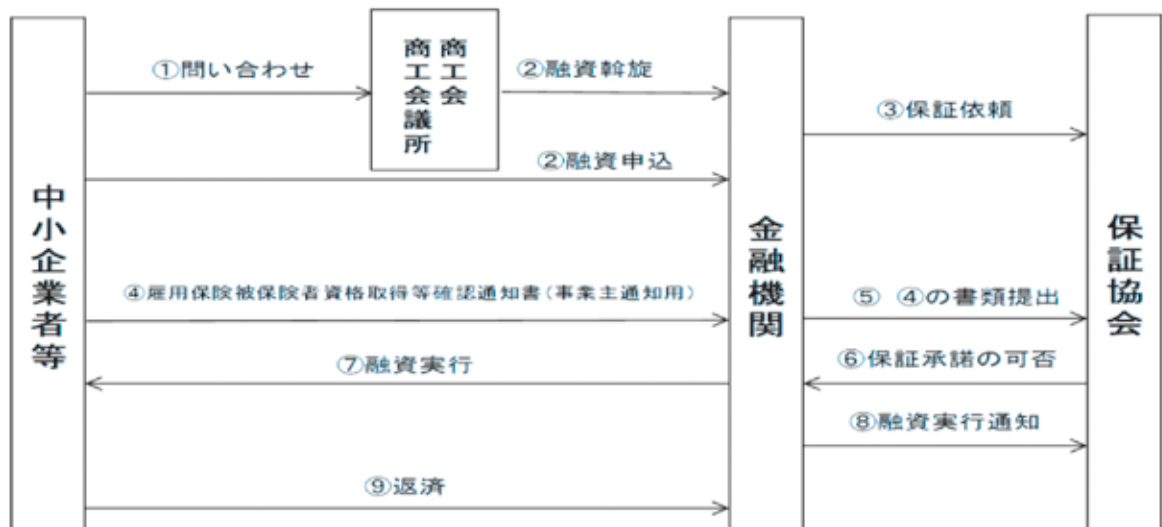 ①問い合わせ
商工会
商工会議所
②融資斡旋
③保証依頼
②融資申込
中小企業者等
金融機関
保証協会
④雇用保険被保険者資格取得等確認通知書(事業主通知用)
⑤ ④の書類提出
⑥保証承諾の可否
⑦融資実行
⑧融資実行通知
⑨返済